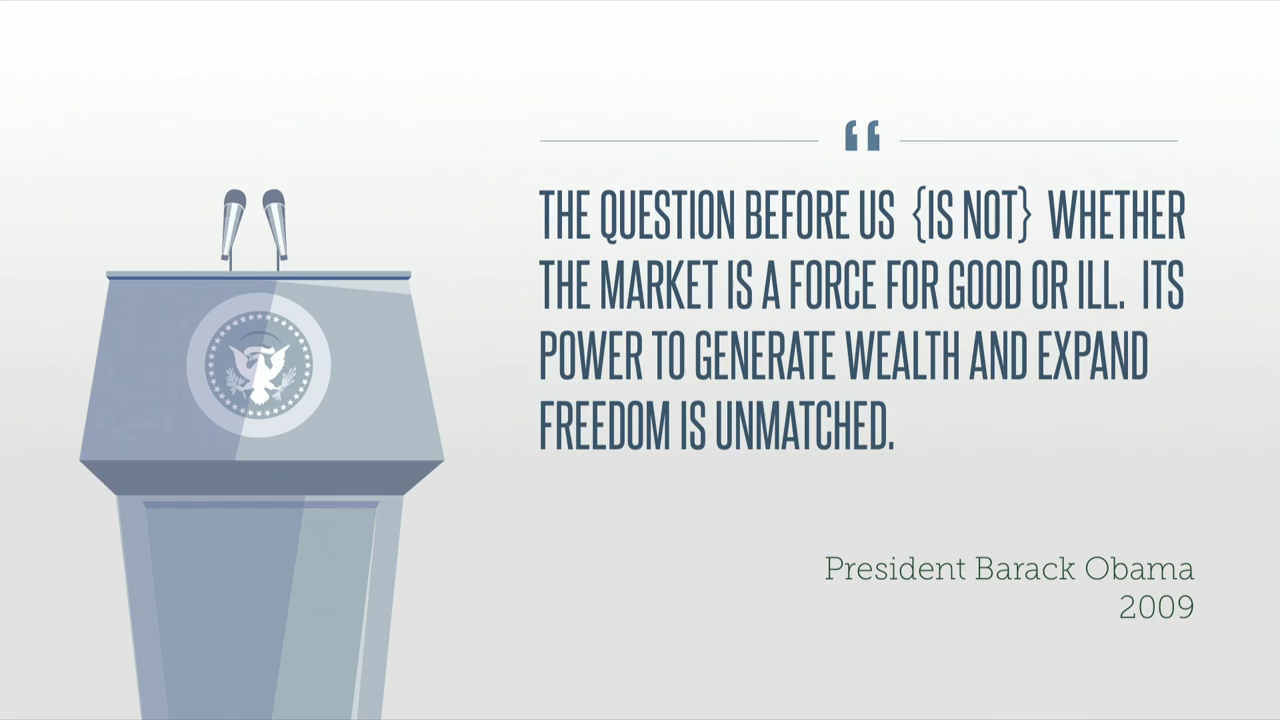 “
THE QUESTION BEFORE US {IS NOT} WHETHER
THE MARKET IS A FORCE FOR GOOD OR ILL. ITS
POWER TO GENERATE WEALTH AND EXPAND
FREEDOM IS UNMATCHED.
President Barack Obama
2009